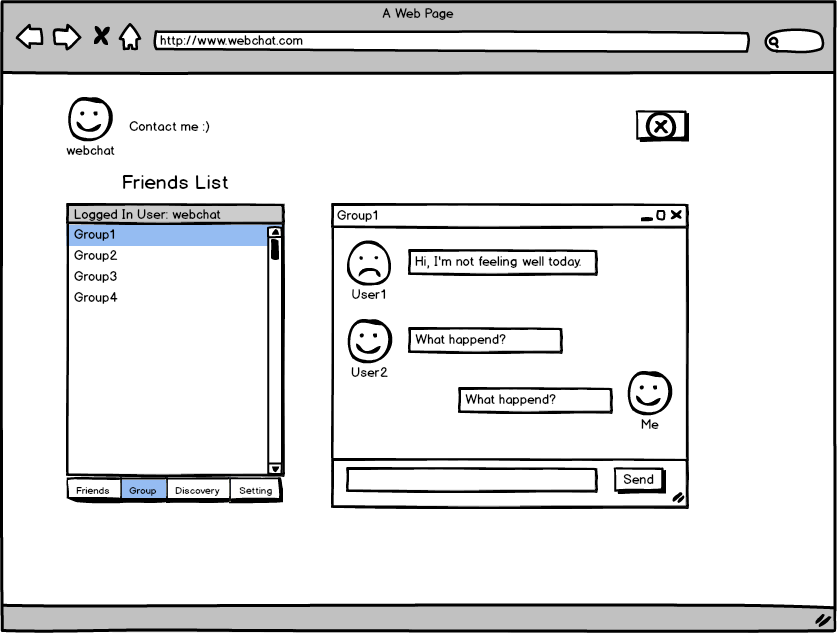 A Web Page
http://www.webchat.com
Contact me :)
webchat
Friends List
Logged In User: webchat
Group1
Group2
Group3
Group4
Friends
Group
Discovery
Setting
Group1
Hi, I'm not feeling well today.
User1
What happend?
User2
What happend?
Me
Send